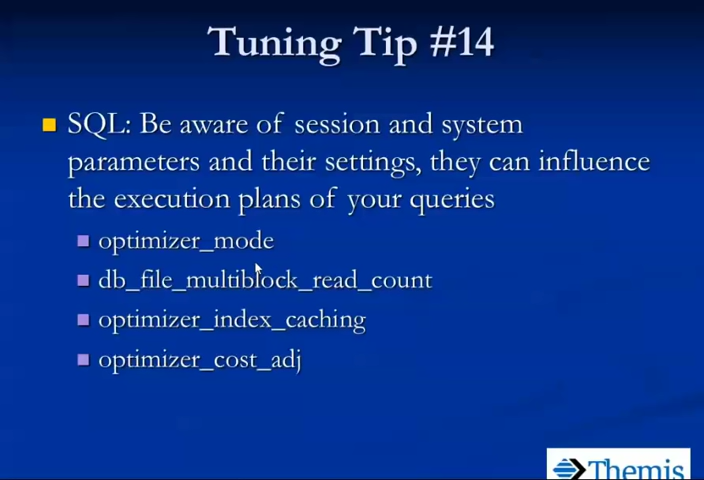 Tuning Tip #14
SQL: Be aware of session and system
parameters and their settings, they can influence
the execution plans of your queries
optimizer_mode
db_file_multiblock_read_count
optimizer_index_caching
optimizer_cost_adj
Themis